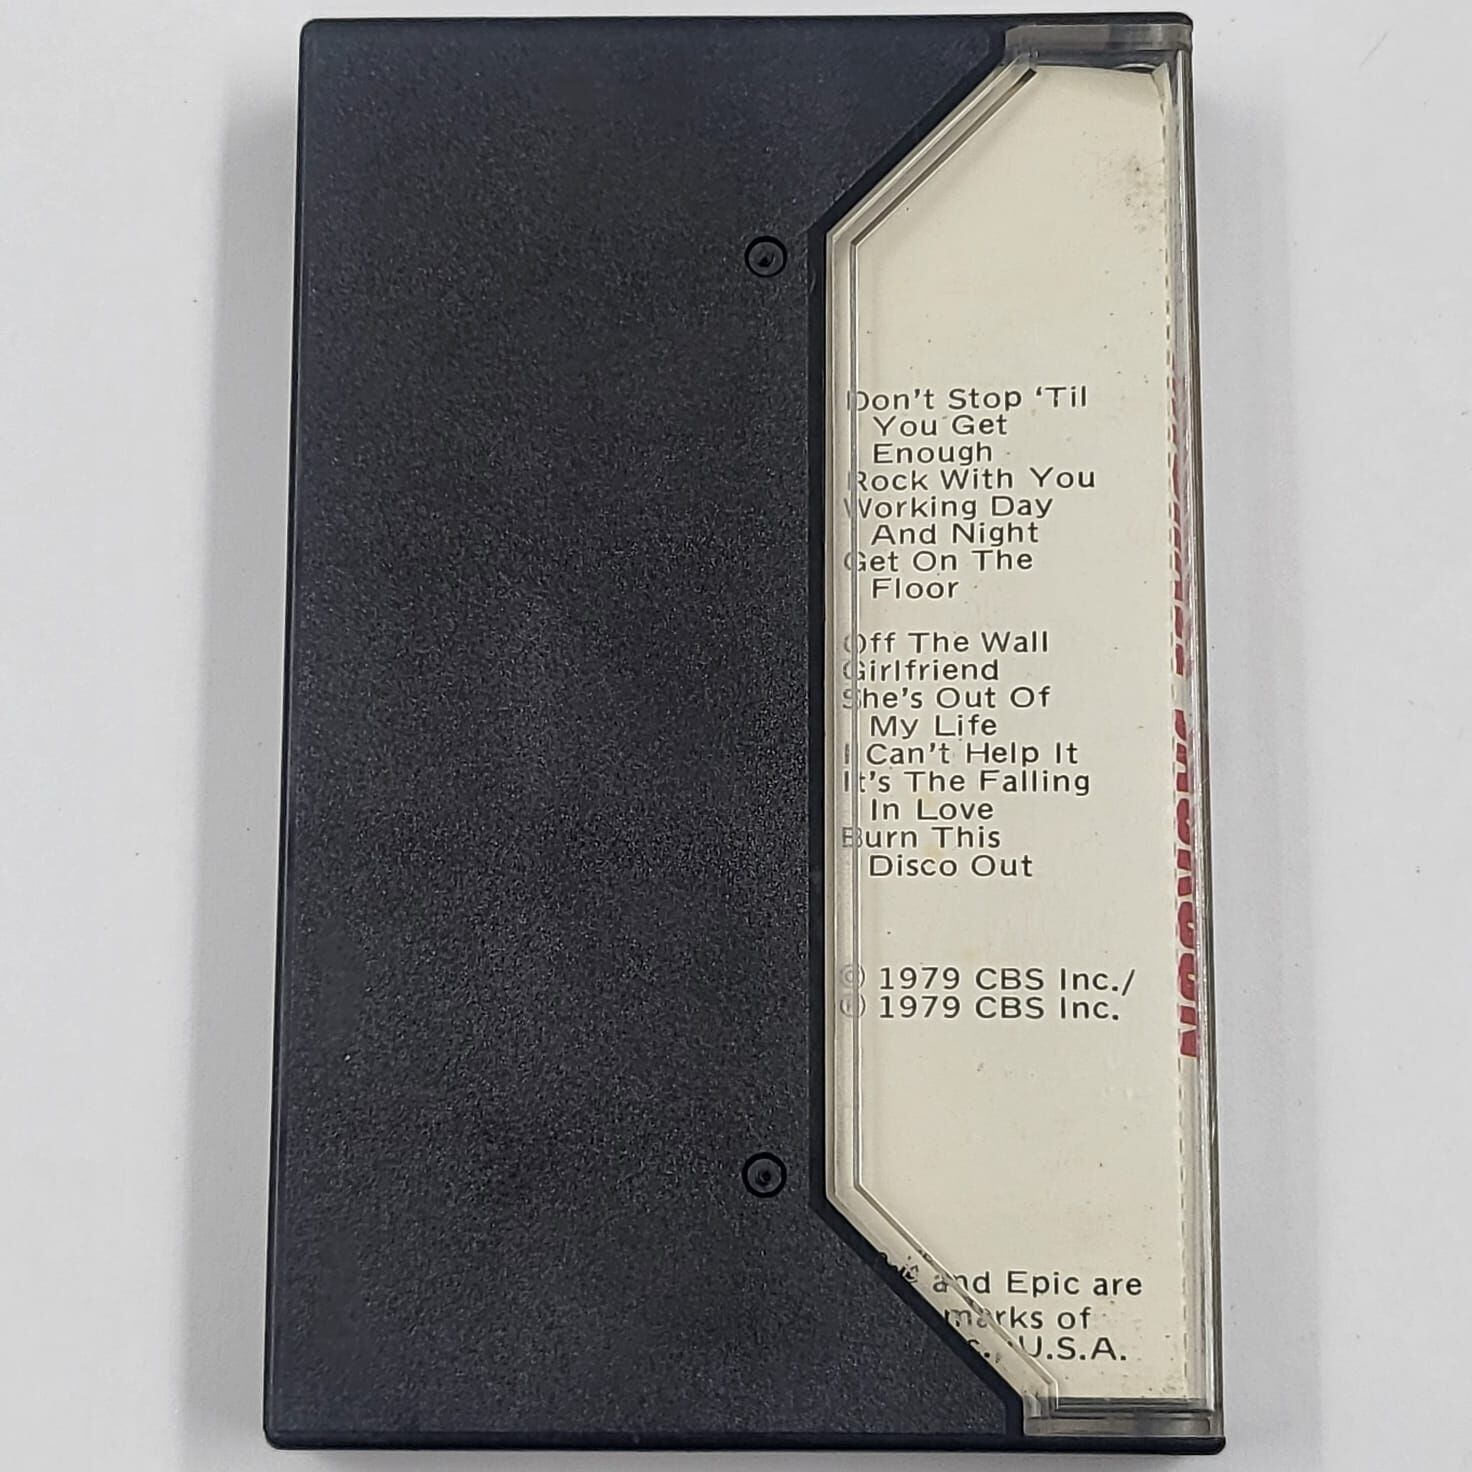 Don't Stop ‘Til
You Get
Enough
Rock With You
Working Day
And Night
Get On The
Floor
Off The Wall
Girlfriend
She's Out Of
My Life
I Can't Help It
It's The Falling
In Love
Burn This
Disco Out
© 1979 CBS Inc./
℗ 1979 CBS Inc.
and Epic are
marks of
U.S.A.
JACKSON